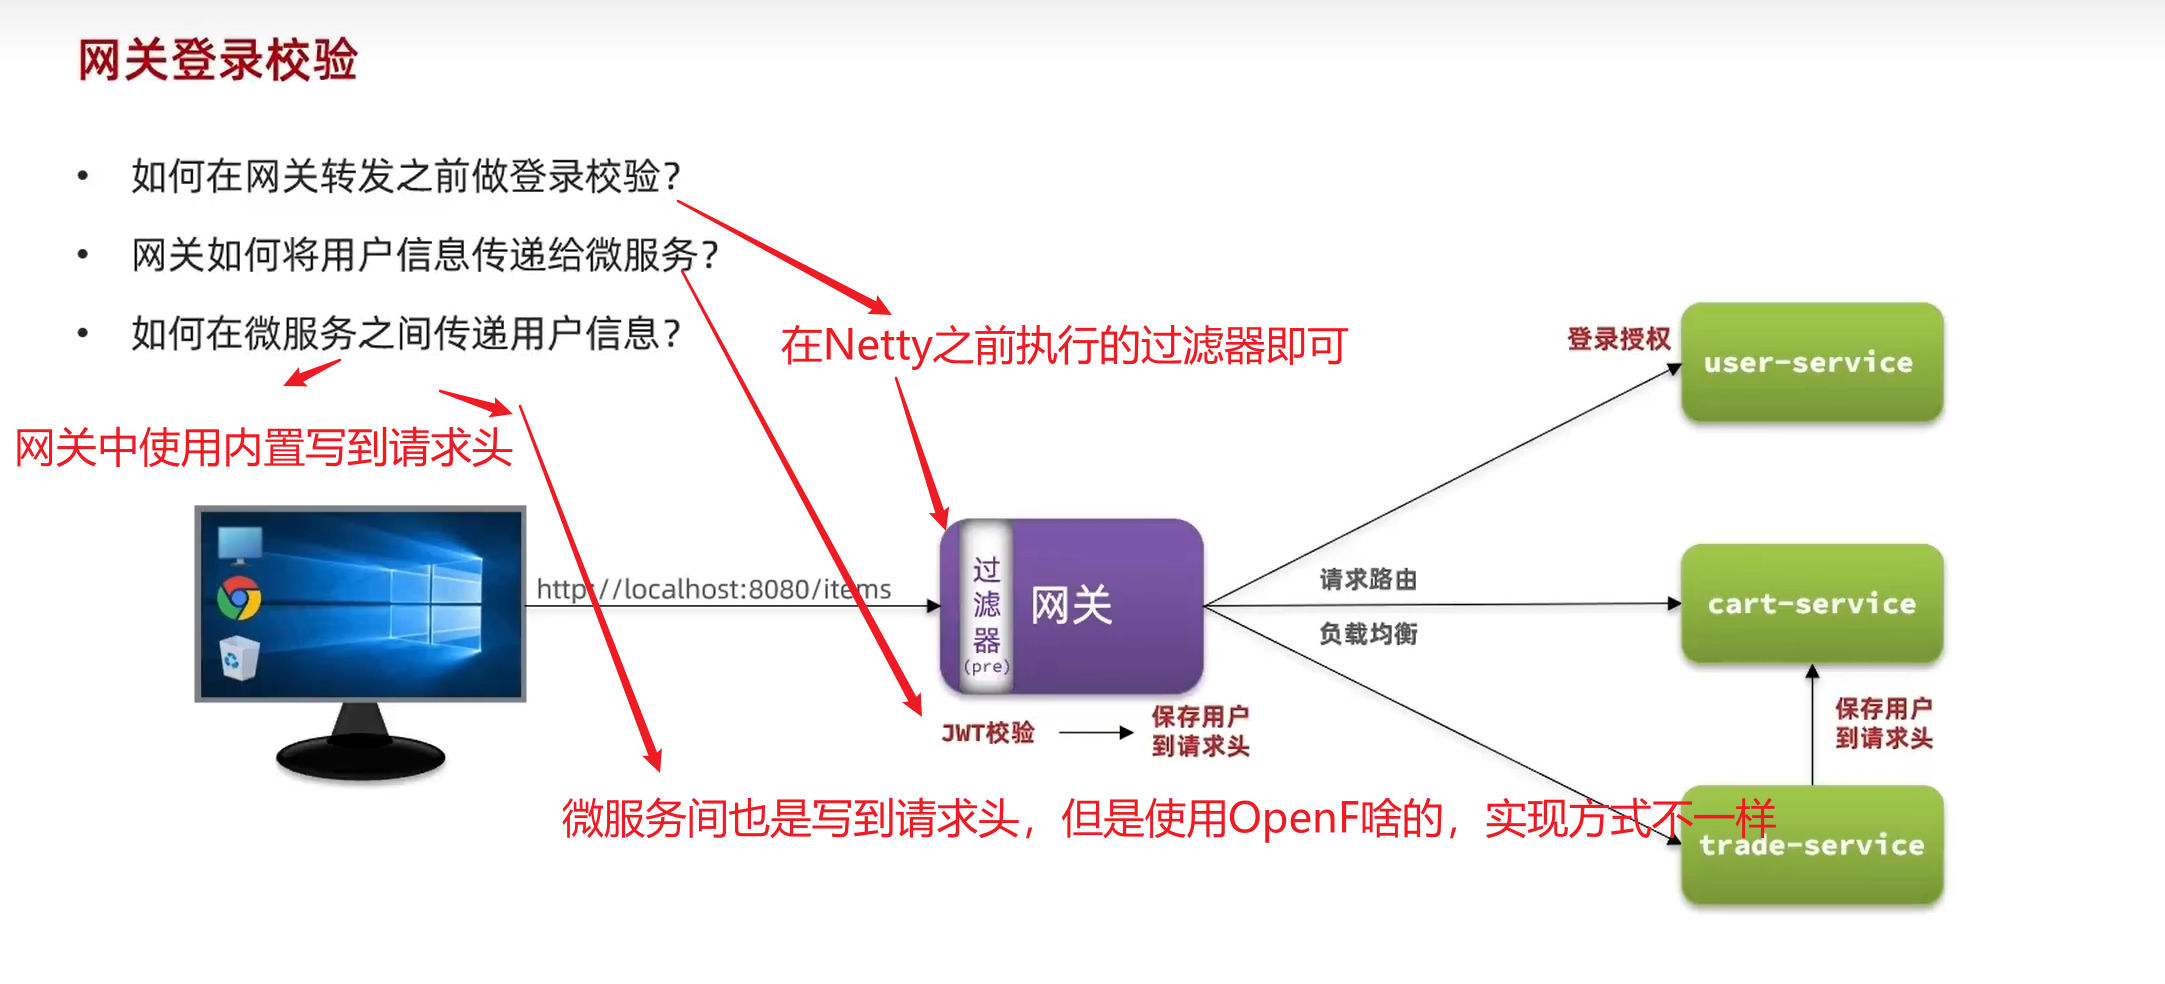 网关登录校验
• 如何在网关转发之前做登录校验？
• 网关如何将用户信息传递给微服务？
• 如何在微服务之间传递用户信息？
在Netty之前执行的过滤器即可
网关中使用内置写到请求头
http://localhost:8080/items
过滤器
(pre)
网关
JWT校验
保存用户
到请求头
登录授权
user-service
请求路由
负载均衡
cart-service
保存用户
到请求头
微服务间也是写到请求头，但是使用OpenF啥的，实现方式不一样
trade-service